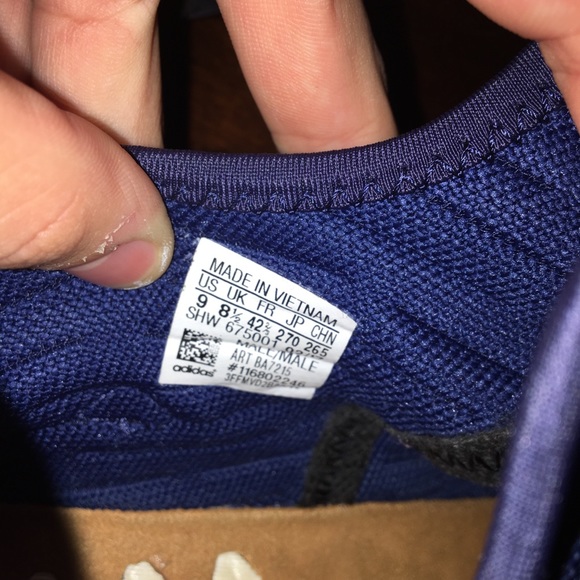 MADE IN VIETNAM
US UK FR JP CHN
9 8½ 42⅔ 270 265
SHW 675001
MALE/MALE
ART BA7215
#116802246
adidas